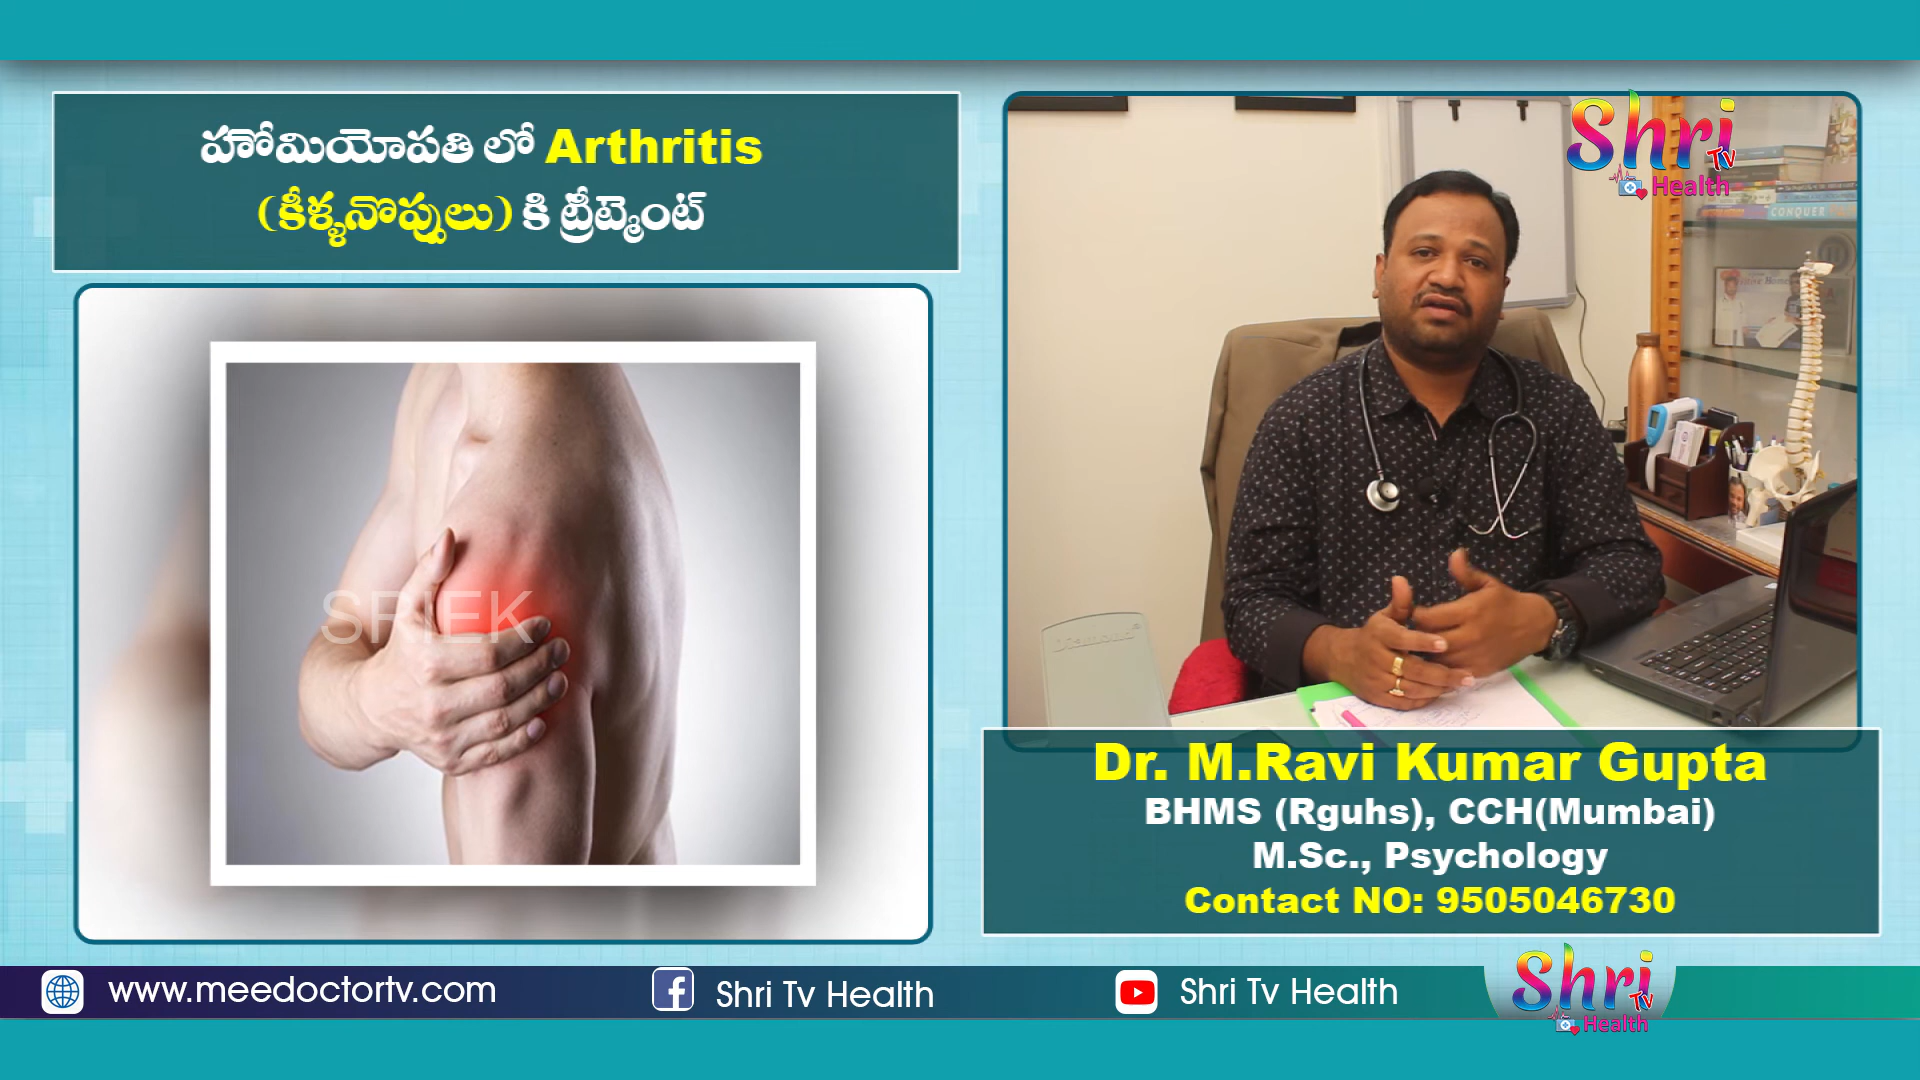 హోమియోపతి లో Arthritis
(కీళ్ళనొప్పులు) కి ట్రీట్మెంట్
Shri
TV
Health
CONQUER
SRIEK
Diamond
Dr. M.Ravi Kumar Gupta
BHMS (Rguhs), CCH(Mumbai)
M.Sc., Psychology
Contact NO: 9505046730
www.meedoctortv.com
Shri Tv Health
Shri Tv Health
Shri
TV
Health